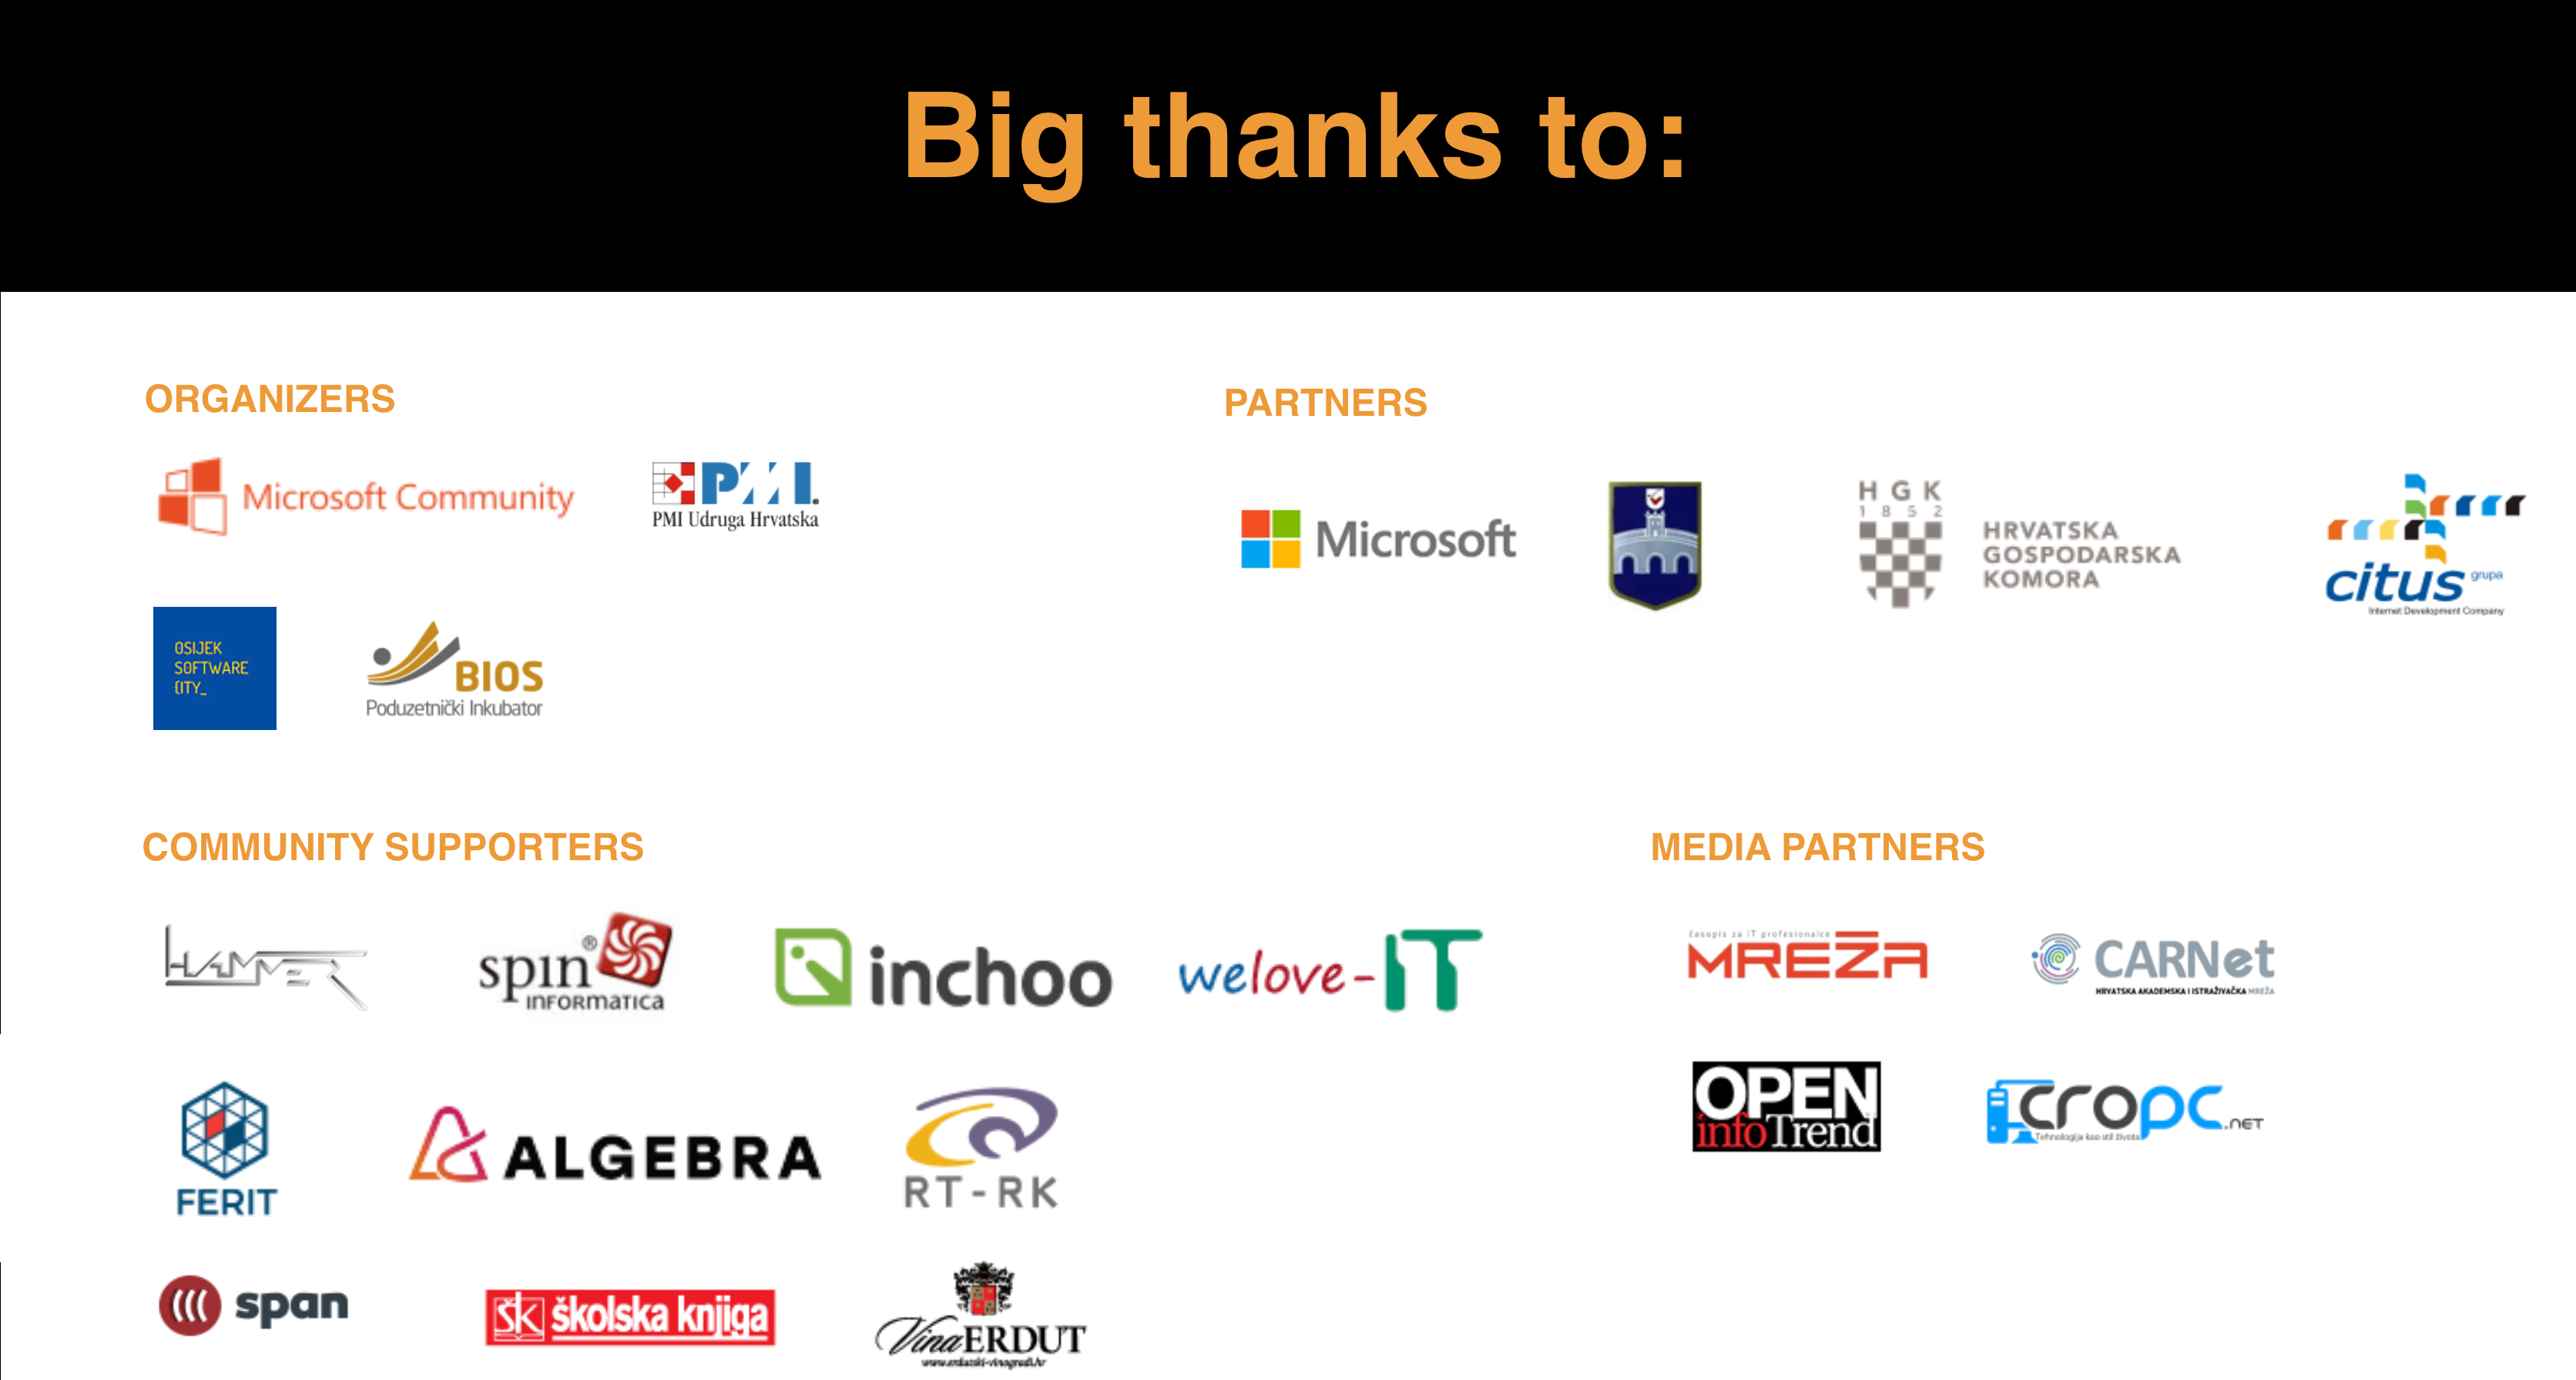 Big thanks to:
ORGANIZERS
Microsoft Community
PMI
PMI Udruga Hrvatska
OSIJEK
SOFTWARE
CITY_
BIOS
Poduzetnički Inkubator
PARTNERS
Microsoft
HGK
1852
HRVATSKA
GOSPODARSKA
KOMORA
citus grupa
Internet Development Company
COMMUNITY SUPPORTERS
HAMMER
spin®
INFORMATICA
inchoo
welove-IT
FERIT
ALGEBRA
RT-RK
span
šk školska knjiga
Vina ERDUT
www.erdutski-vinogradi.hr
MEDIA PARTNERS
časopis za IT profesionalce
MREŽA
CARNet
HRVATSKA AKADEMSKA I ISTRAŽIVAČKA MREŽA
OPEN
infoTrend
cropc.NET
Tehnologija kao stil života